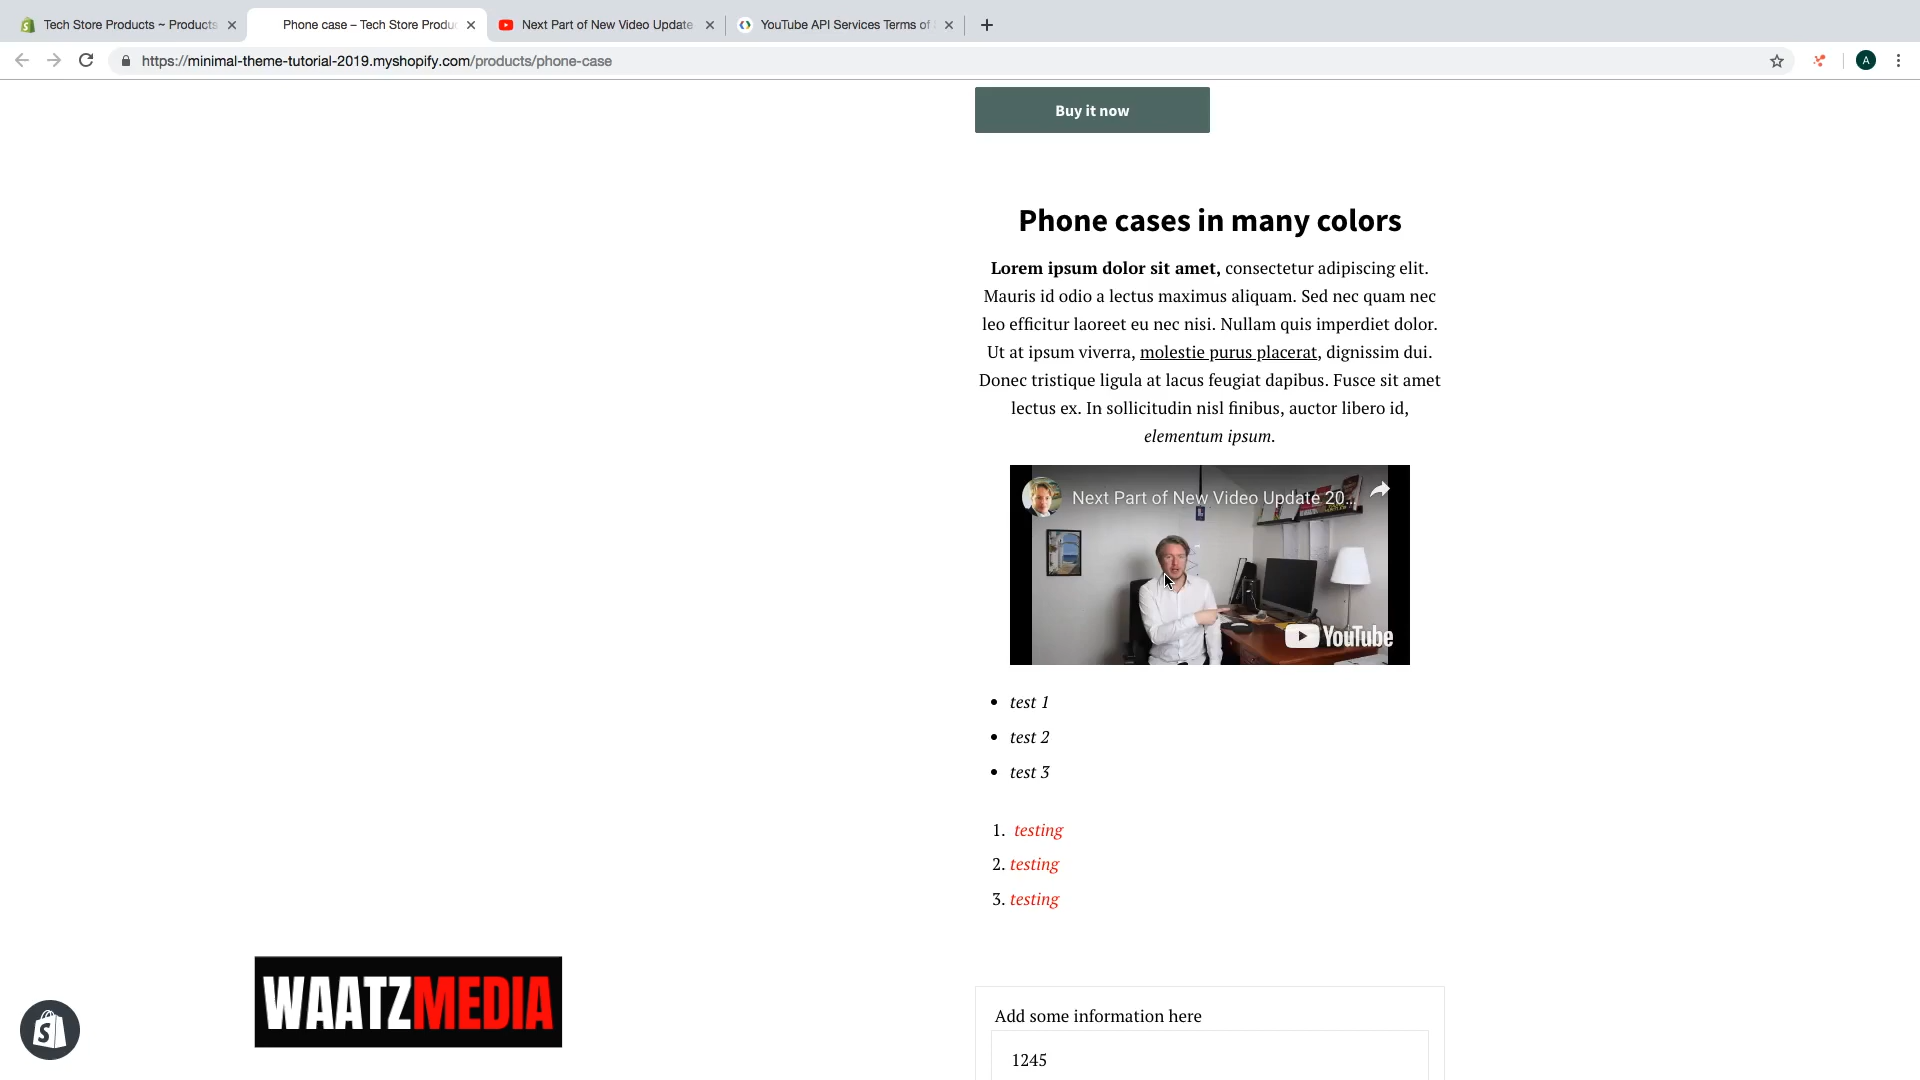 Tech Store Products ~ Products
Phone case – Tech Store Produc
Next Part of New Video Update
YouTube API Services Terms of
https://minimal-theme-tutorial-2019.myshopify.com/products/phone-case
A
Buy it now
Phone cases in many colors
Lorem ipsum dolor sit amet, consectetur adipiscing elit.
Mauris id odio a lectus maximus aliquam. Sed nec quam nec
leo efficitur laoreet eu nec nisi. Nullam quis imperdiet dolor.
Ut at ipsum viverra, molestie purus placerat, dignissim dui.
Donec tristique ligula at lacus feugiat dapibus. Fusce sit amet
lectus ex. In sollicitudin nisl finibus, auctor libero id,
elementum ipsum.
Next Part of New Video Update 20...
YouTube
• test 1
• test 2
• test 3
1. testing
2. testing
3. testing
WAATZMEDIA
Add some information here
1245